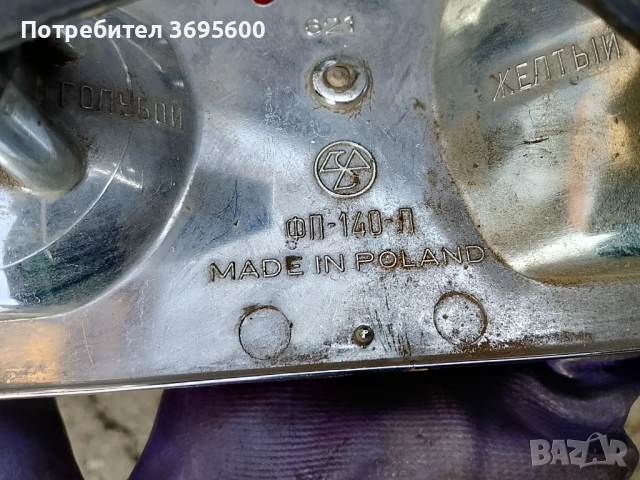 Потребител 3695600
621
ГОЛУБОЙ
ЖЕЛТЫЙ
ФП-140-Л
MADE IN POLAND
BAZAR